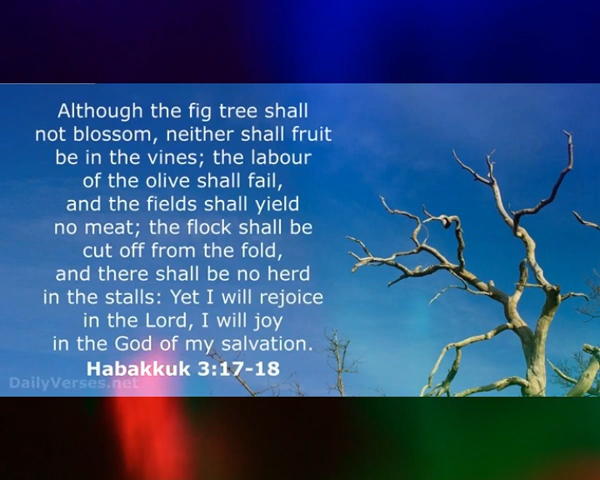 Although the fig tree shall
not blossom, neither shall fruit
be in the vines; the labour
of the olive shall fail,
and the fields shall yield
no meat; the flock shall be
cut off from the fold,
and there shall be no herd
in the stalls: Yet I will rejoice
in the Lord, I will joy
in the God of my salvation.
Habakkuk 3:17-18
DailyVerses.net